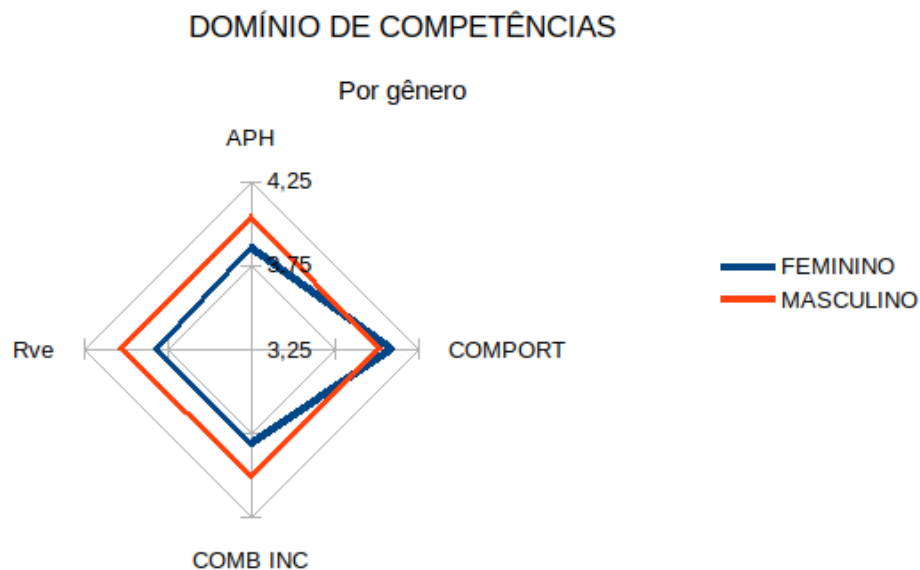 DOMÍNIO DE COMPETÊNCIAS
Por gênero
APH
4,25
3,75
3,25
Rve
COMPORT
COMB INC
FEMININO
MASCULINO